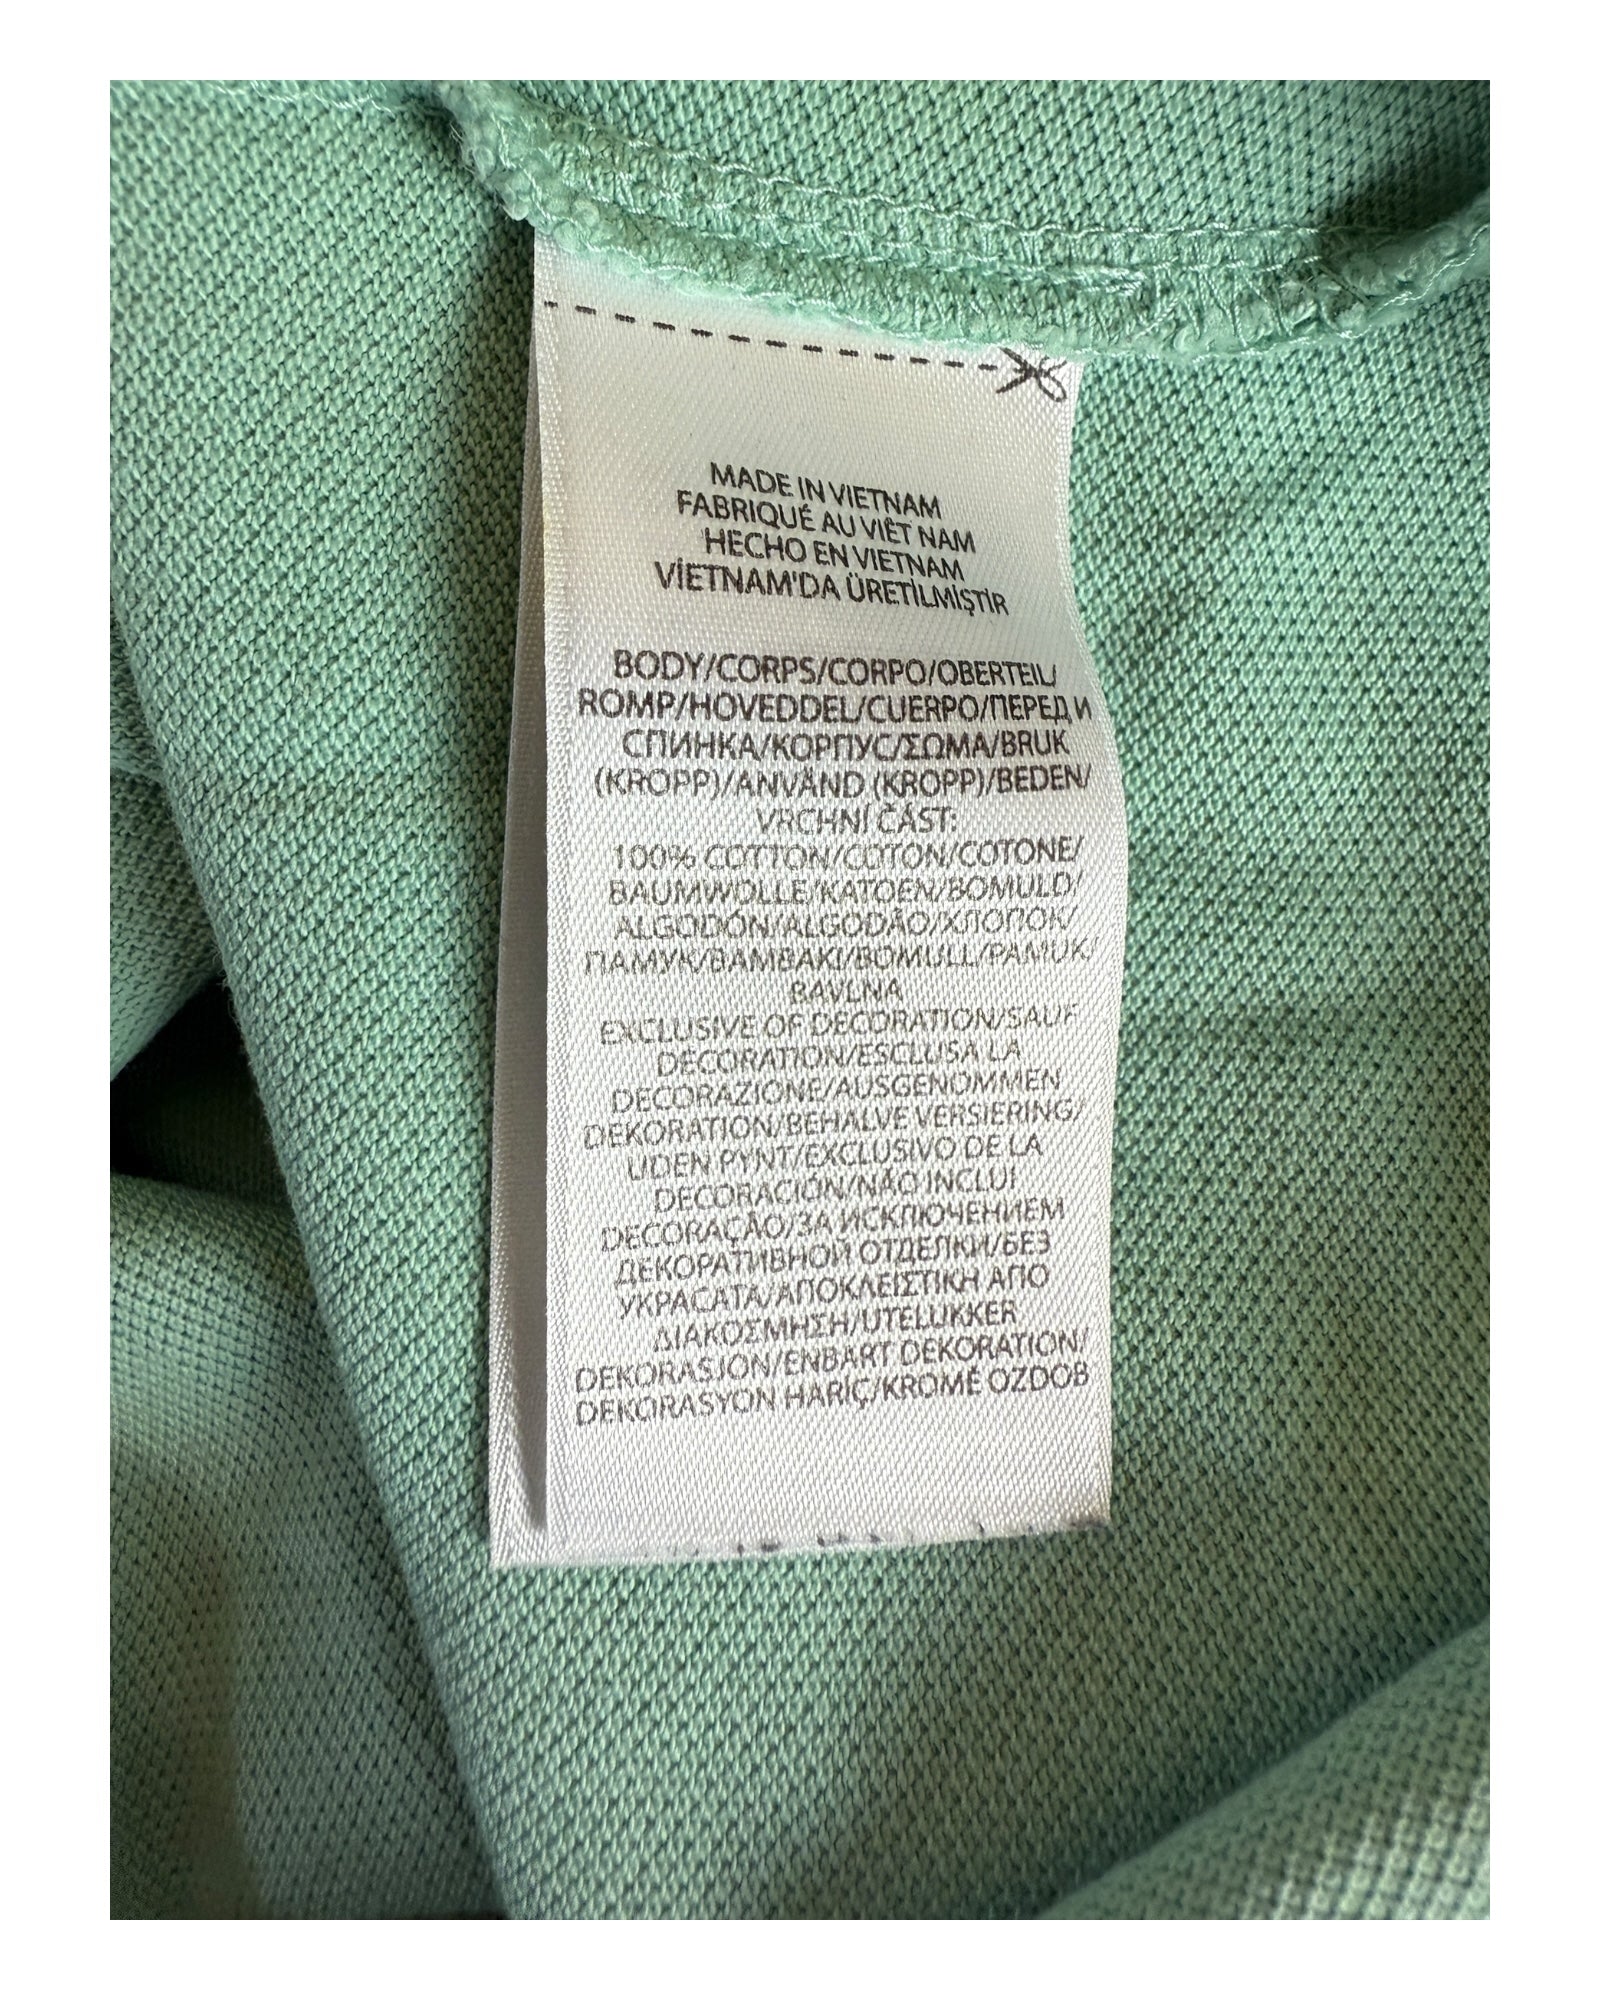 MADE IN VIETNAM
FABRIQUÉ AU VIÊT NAM
HECHO EN VIETNAM
VİETNAM'DA ÜRETİLMİŞTİR
BODY/CORPS/CORPO/OBERTEIL/
ROMP/HOVEDDEL/CUERPO/ПЕРЕД И
СПИНКА/КОРПУС/ΣΩΜΑ/BRUK
(KROPP)/ANVÄND (KROPP)/BEDEN/
VRCHNÍ ČÁST:
100% COTTON/COTON/COTONE/
BAUMWOLLE/KATOEN/BOMULD/
ALGODÓN/ALGODÃO/ХЛОПОК/
ПАМУК/ΒΑΜΒΑΚΙ/BOMULL/PAMUK/
BAVLNA
EXCLUSIVE OF DECORATION/SAUF
DECORATION/ESCLUSA LA
DECORAZIONE/AUSGENOMMEN
DEKORATION/BEHALVE VERSIERING/
UDEN PYNT/EXCLUSIVO DE LA
DECORACIÓN/NÃO INCLUI
DECORAÇÃO/ЗА ИСКЛЮЧЕНИЕМ
ДЕКОРАТИВНОЙ ОТДЕЛКИ/БЕЗ
УКРАСАТА/ΑΠΟΚΛΕΙΣΤΙΚΗ ΑΠΟ
ΔΙΑΚΟΣΜΗΣΗ/UTELUKKER
DEKORASJON/ENBART DEKORATION/
DEKORASYON HARİÇ/KROMĚ OZDOB